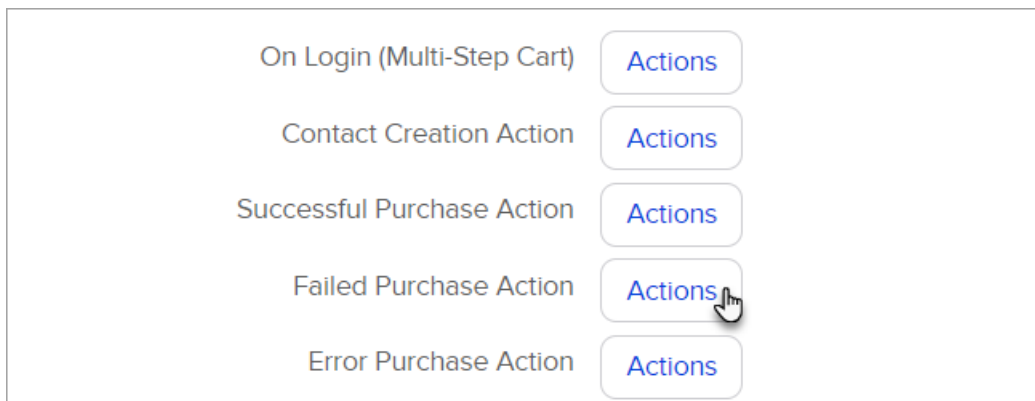 On Login (Multi-Step Cart) Actions
Contact Creation Action Actions
Successful Purchase Action Actions
Failed Purchase Action Actions
Error Purchase Action Actions